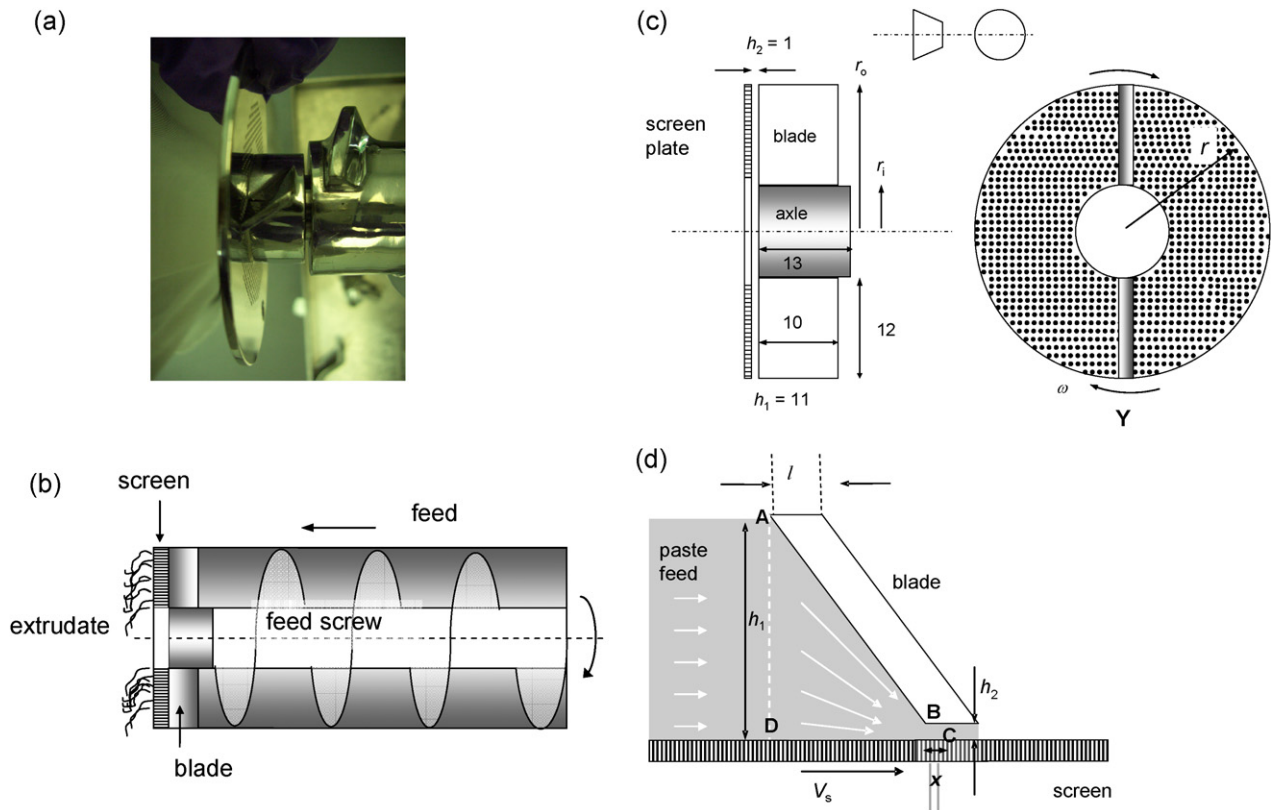 (a)
(b)
screen
feed
feed screw
extrudate
blade
(c)
h₂ = 1
rₒ
screen
plate
blade
rᵢ
axle
13
10
12
h₁ = 11
r
ω
Y
(d)
l
A
paste
feed
blade
h₁
h₂
B
D
C
x
Vₛ
screen